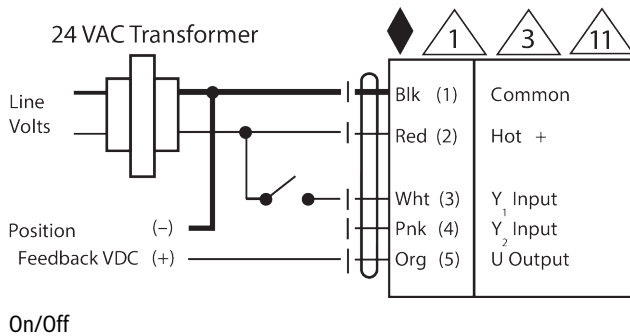 24 VAC Transformer
1 3 11
Line
Volts
Blk (1) Common
Red (2) Hot +
Wht (3) Y1 Input
Pnk (4) Y2 Input
Org (5) U Output
Position (–)
Feedback VDC (+)
On/Off